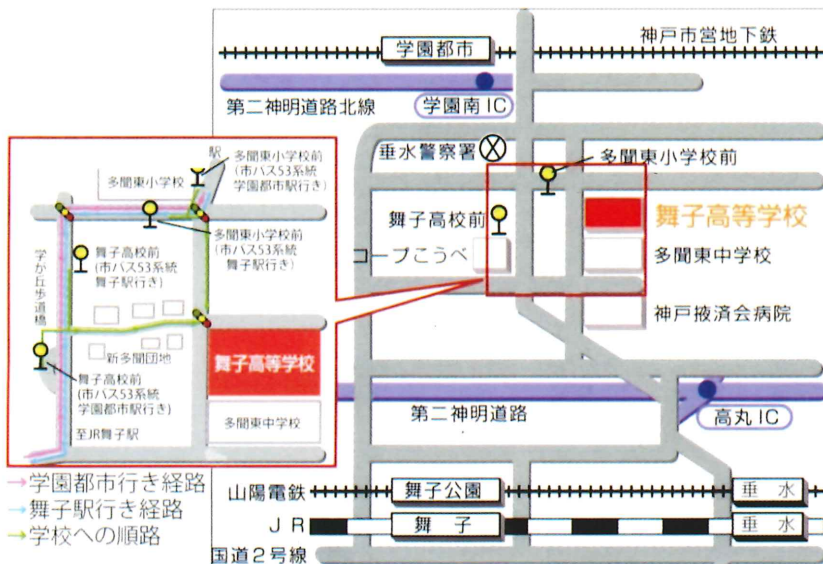 学園都市
神戸市営地下鉄
第二神明道路北線
学園南IC
垂水警察署
多聞東小学校前
舞子高校前
舞子高等学校
コープこうべ
多聞東中学校
神戸掖済会病院
第二神明道路
高丸IC
山陽電鉄
舞子公園
垂水
JR
舞子
垂水
国道2号線
駅
多聞東小学校
多聞東小学校前
(市バス53系統
学園都市駅行き)
多聞東小学校前
(市バス53系統
舞子駅行き)
舞子高校前
(市バス53系統
舞子駅行き)
学が丘歩道橋
新多聞団地
舞子高等学校
舞子高校前
(市バス53系統
学園都市駅行き)
多聞東中学校
至JR舞子駅
→学園都市行き経路
→舞子駅行き経路
→学校への順路